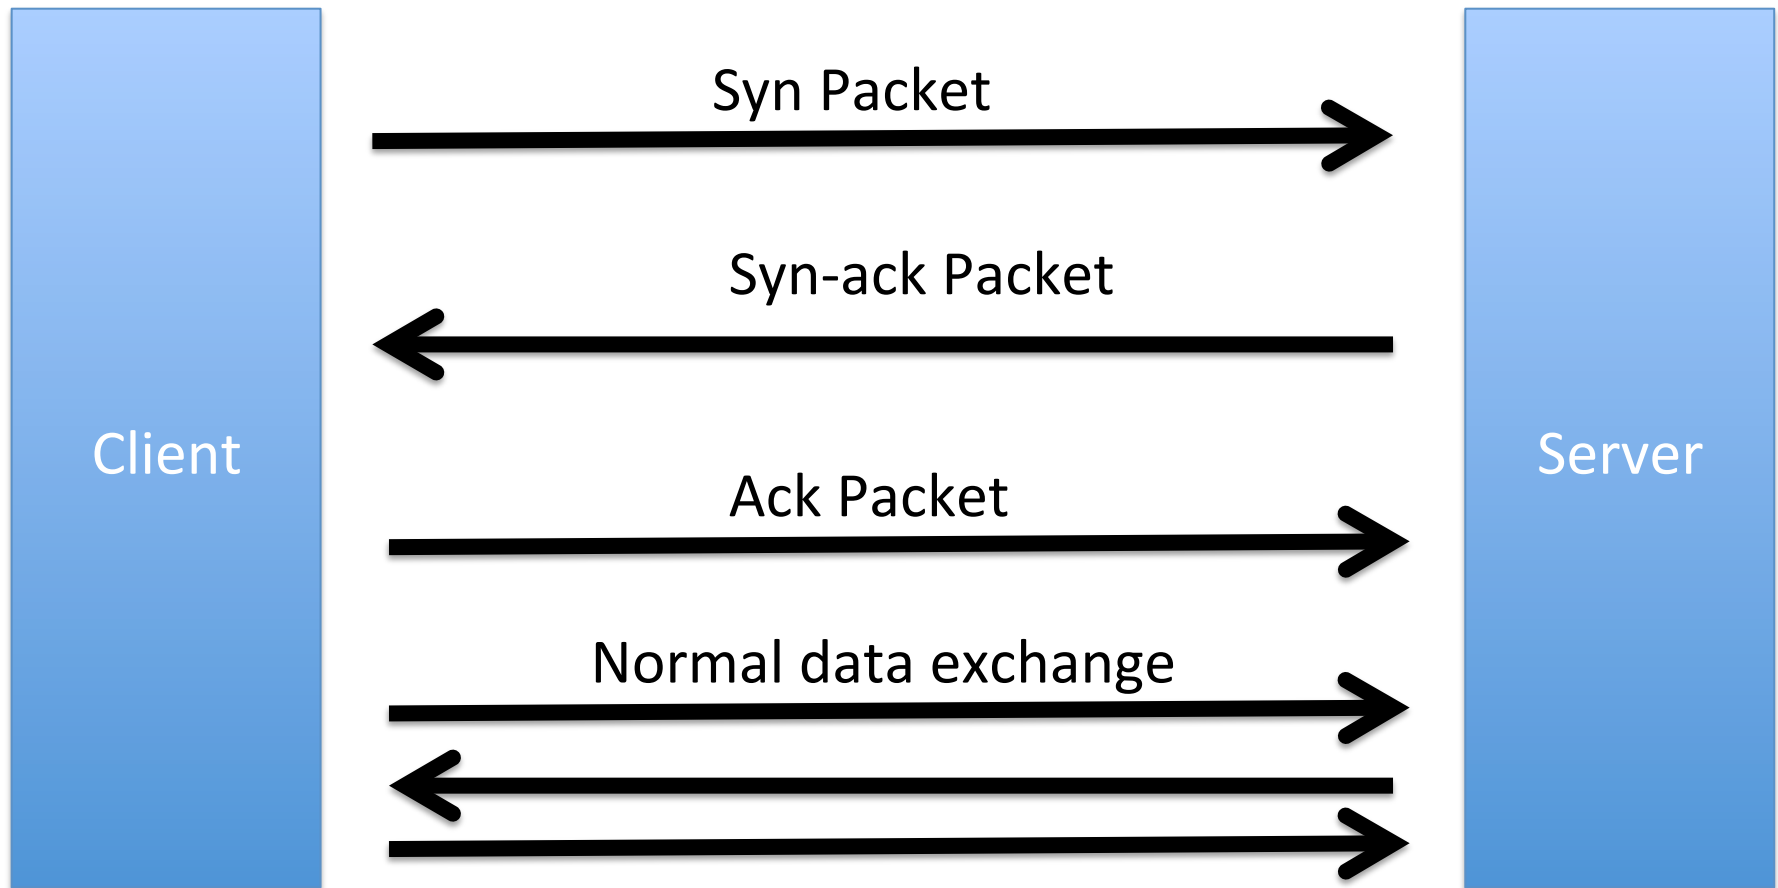 Syn Packet
Syn-ack Packet
Client
Server
Ack Packet
Normal data exchange